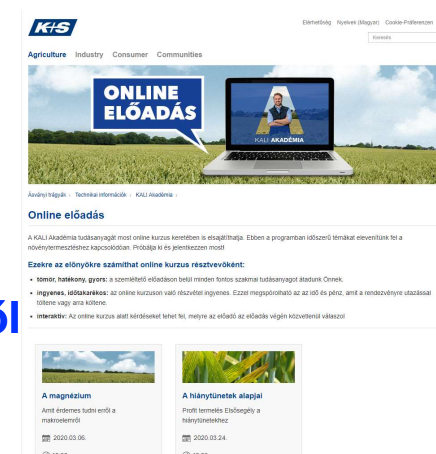 K+S
Elérhetőség Nyelvek (Magyar) Cookie-Präferenzen
Keresés
Agriculture Industry Consumer Communities
ONLINE
ELŐADÁS
KALI AKADÉMIA
Ásványi trágyák › Technikai információk › KALI Akadémia ›
Online előadás
A KALI Akadémia tudásanyagát most online kurzus keretében is elsajátíthatja. Ebben a programban időszerű témákat elevenítünk fel a
növénytermesztéshez kapcsolódóan. Próbálja ki és jelentkezzen most!
Ezekre az előnyökre számíthat online kurzus résztvevőként:
• tömör, hatékony, gyors: a szemléltető előadáson belül minden fontos szakmai tudásanyagot átadunk Önnek.
• ingyenes, időtakarékos: az online kurzuson való részvétel ingyenes. Ezzel megspórolható az az idő és pénz, amit a rendezvényre utazással
töltene vagy arra költene.
• interaktív: Az online kurzus alatt kérdéseket tehet fel, melyre az előadó az előadás végén közvetlenül válaszol
ől
A magnézium
Amit érdemes tudni erről a
makroelemről
2020.03.06.
A hiánytünetek alapjai
Profit termelés Elsősegély a
hiánytünetekhez
2020.03.24.